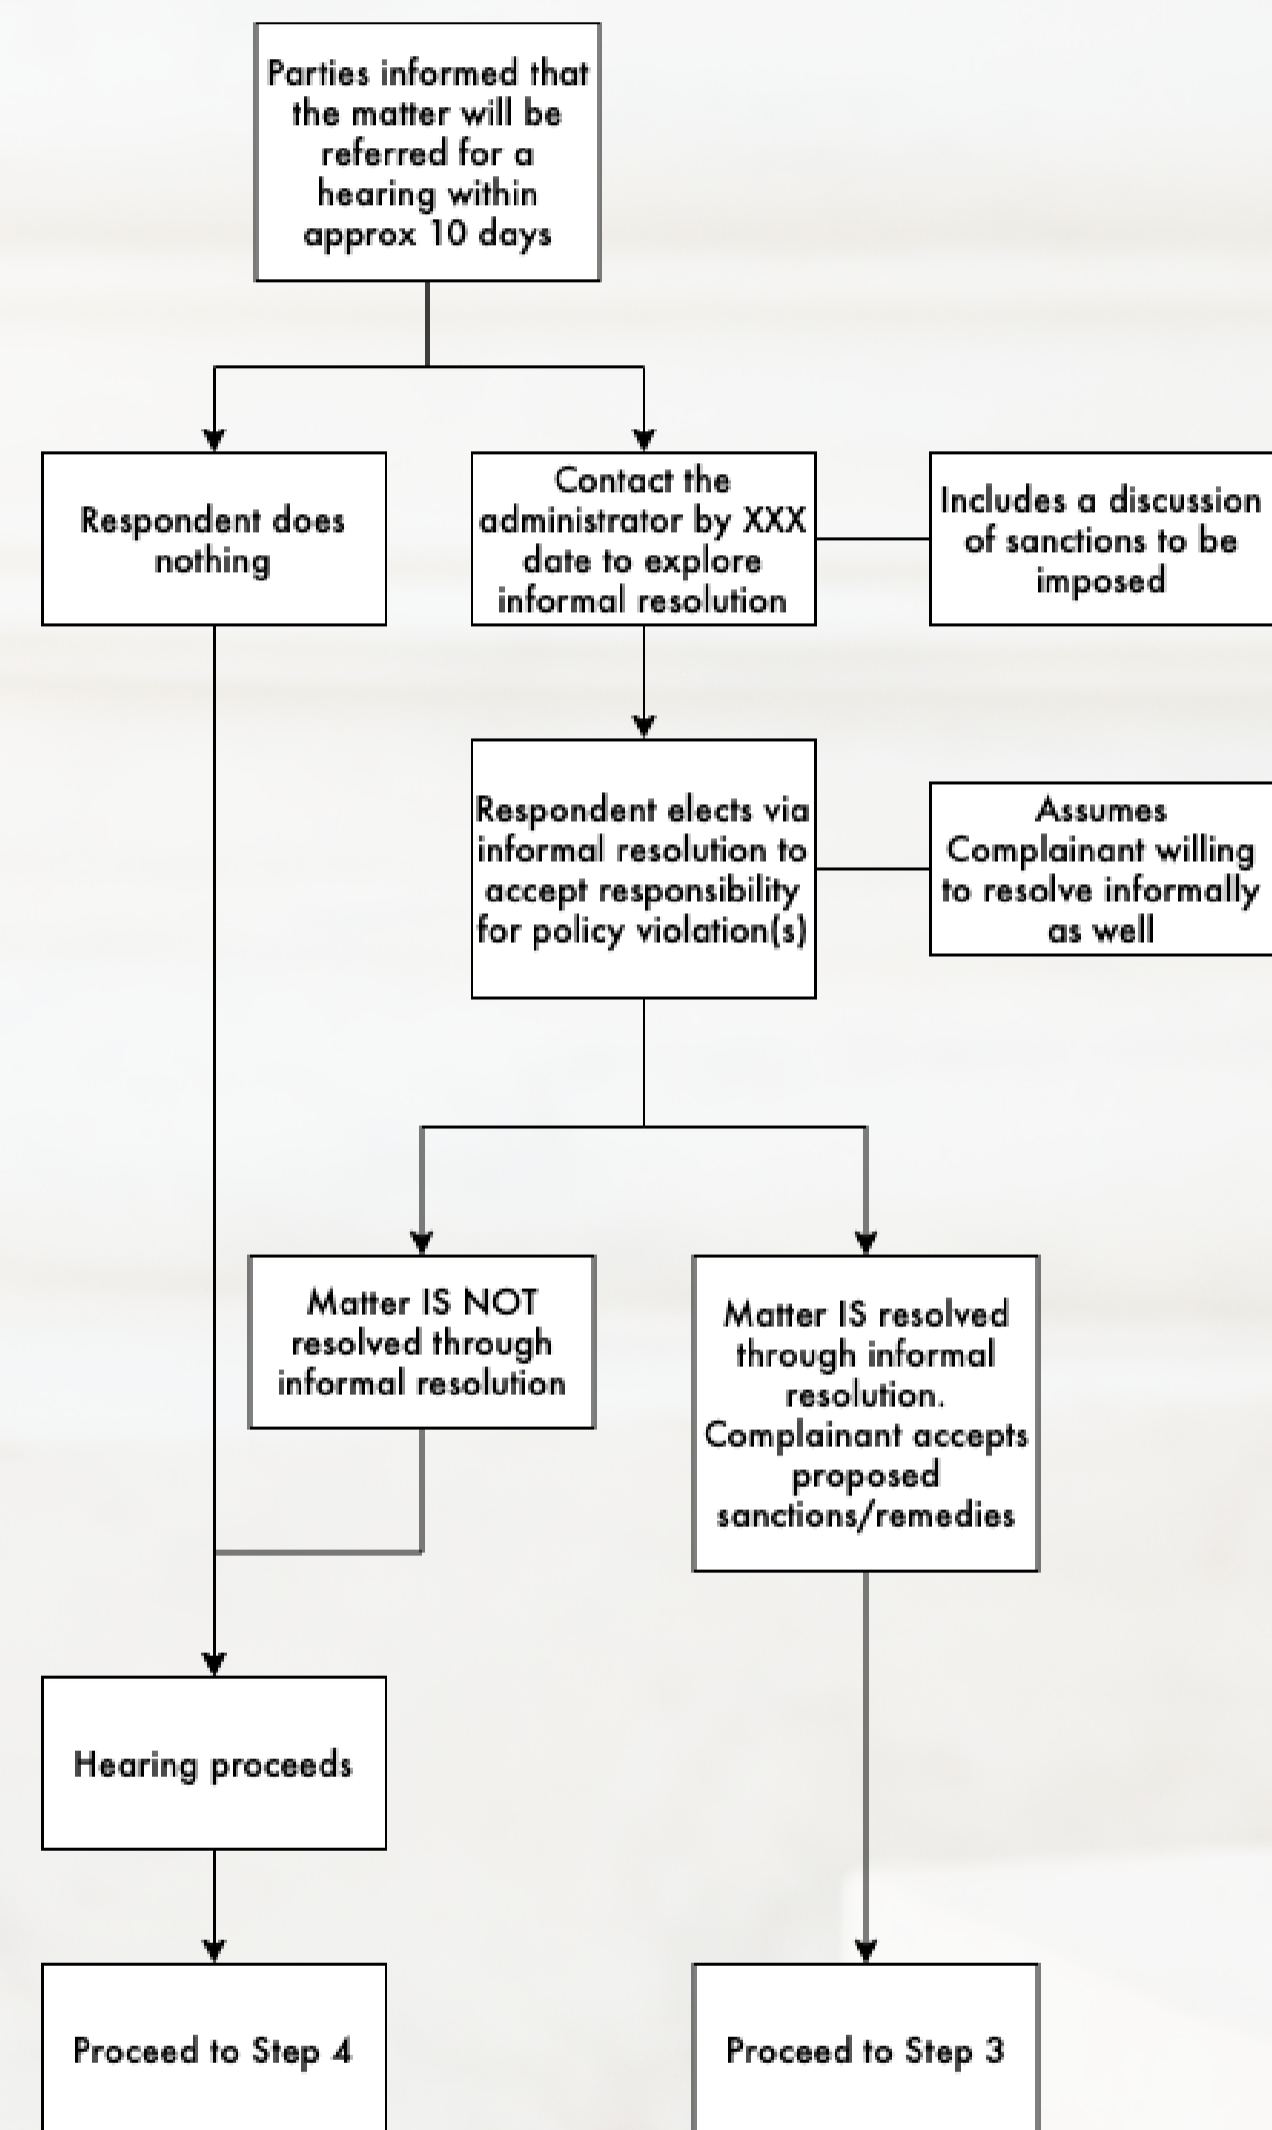 Parties informed that
the matter will be
referred for a
hearing within
approx 10 days
Respondent does
nothing
Contact the
administrator by XXX
date to explore
informal resolution
Includes a discussion
of sanctions to be
imposed
Respondent elects via
informal resolution to
accept responsibility
for policy violation(s)
Assumes
Complainant willing
to resolve informally
as well
Matter IS NOT
resolved through
informal resolution
Matter IS resolved
through informal
resolution.
Complainant accepts
proposed
sanctions/remedies
Hearing proceeds
Proceed to Step 4
Proceed to Step 3